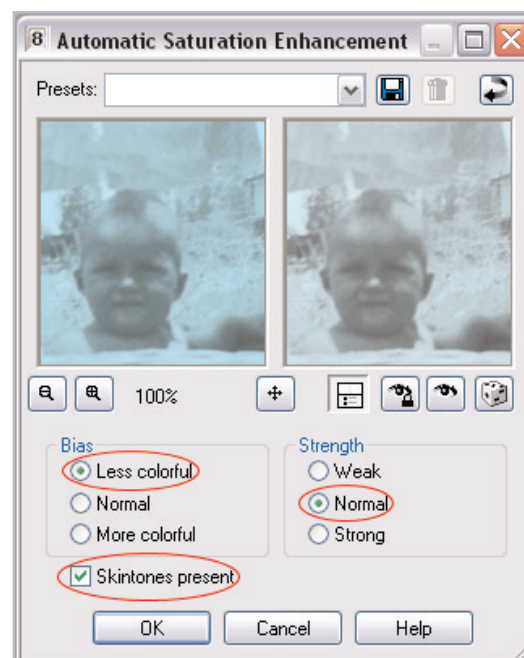 8 Automatic Saturation Enhancement
Presets:
100%
Bias
Less colorful
Normal
More colorful
Strength
Weak
Normal
Strong
Skintones present
OK Cancel Help